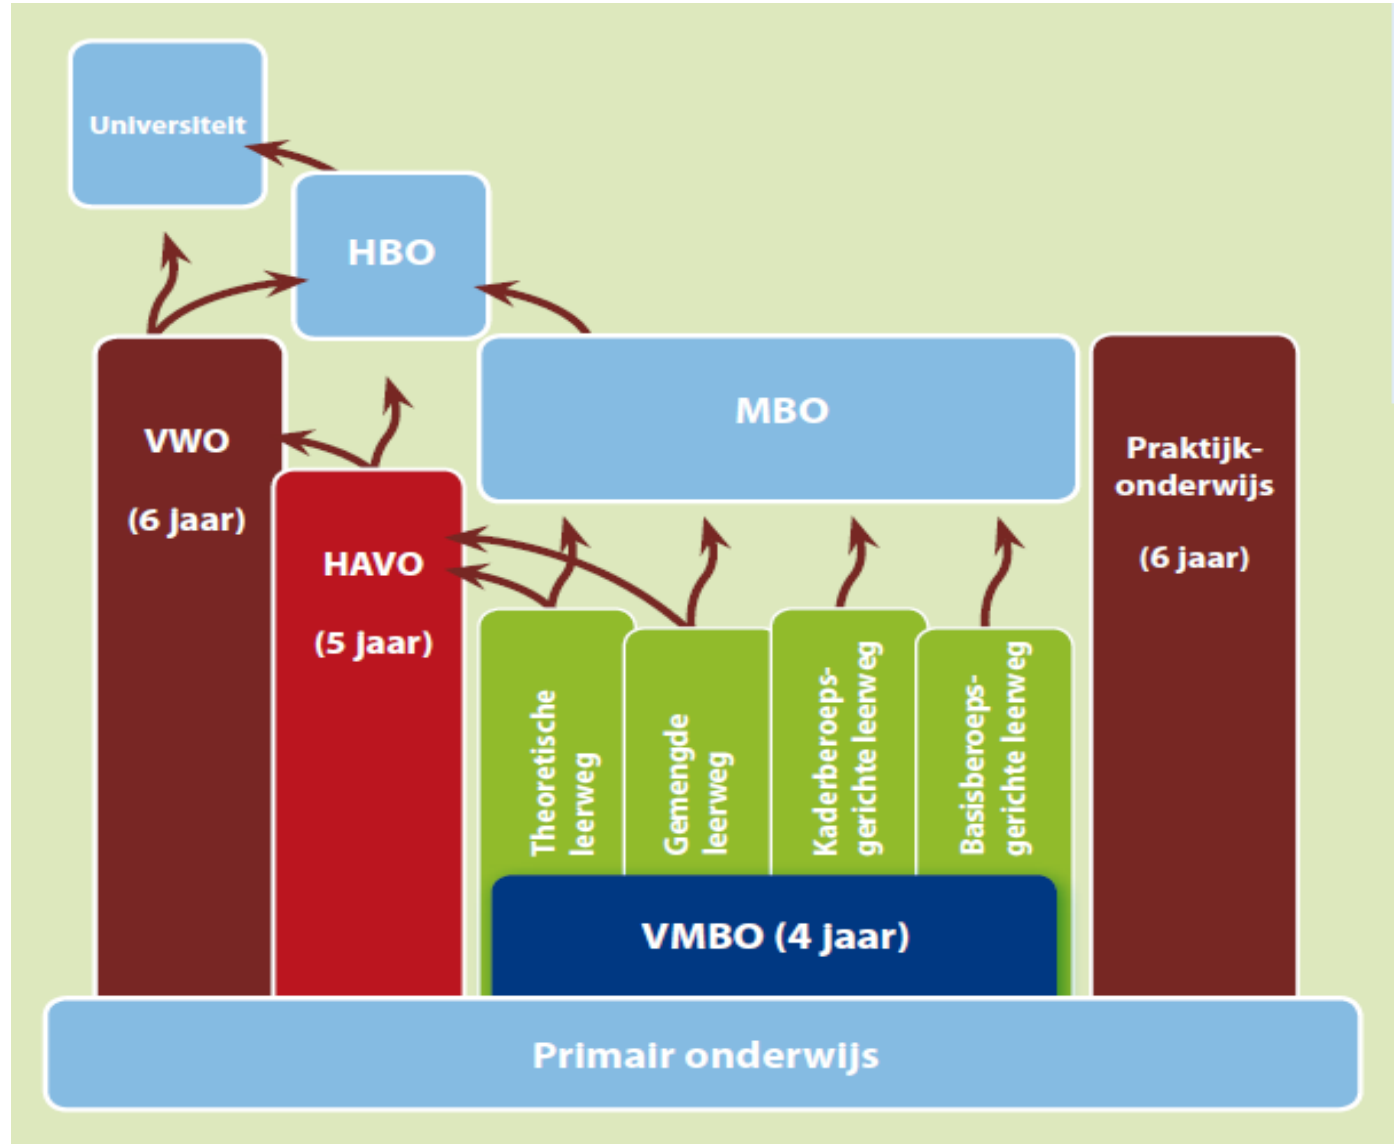 Universiteit
HBO
MBO
VWO
(6 jaar)
HAVO
(5 jaar)
Praktijk-
onderwijs
(6 jaar)
Theoretische
leerweg
Gemengde
leerweg
Kaderberoeps-
gerichte leerweg
Basisberoeps-
gerichte leerweg
VMBO (4 jaar)
Primair onderwijs